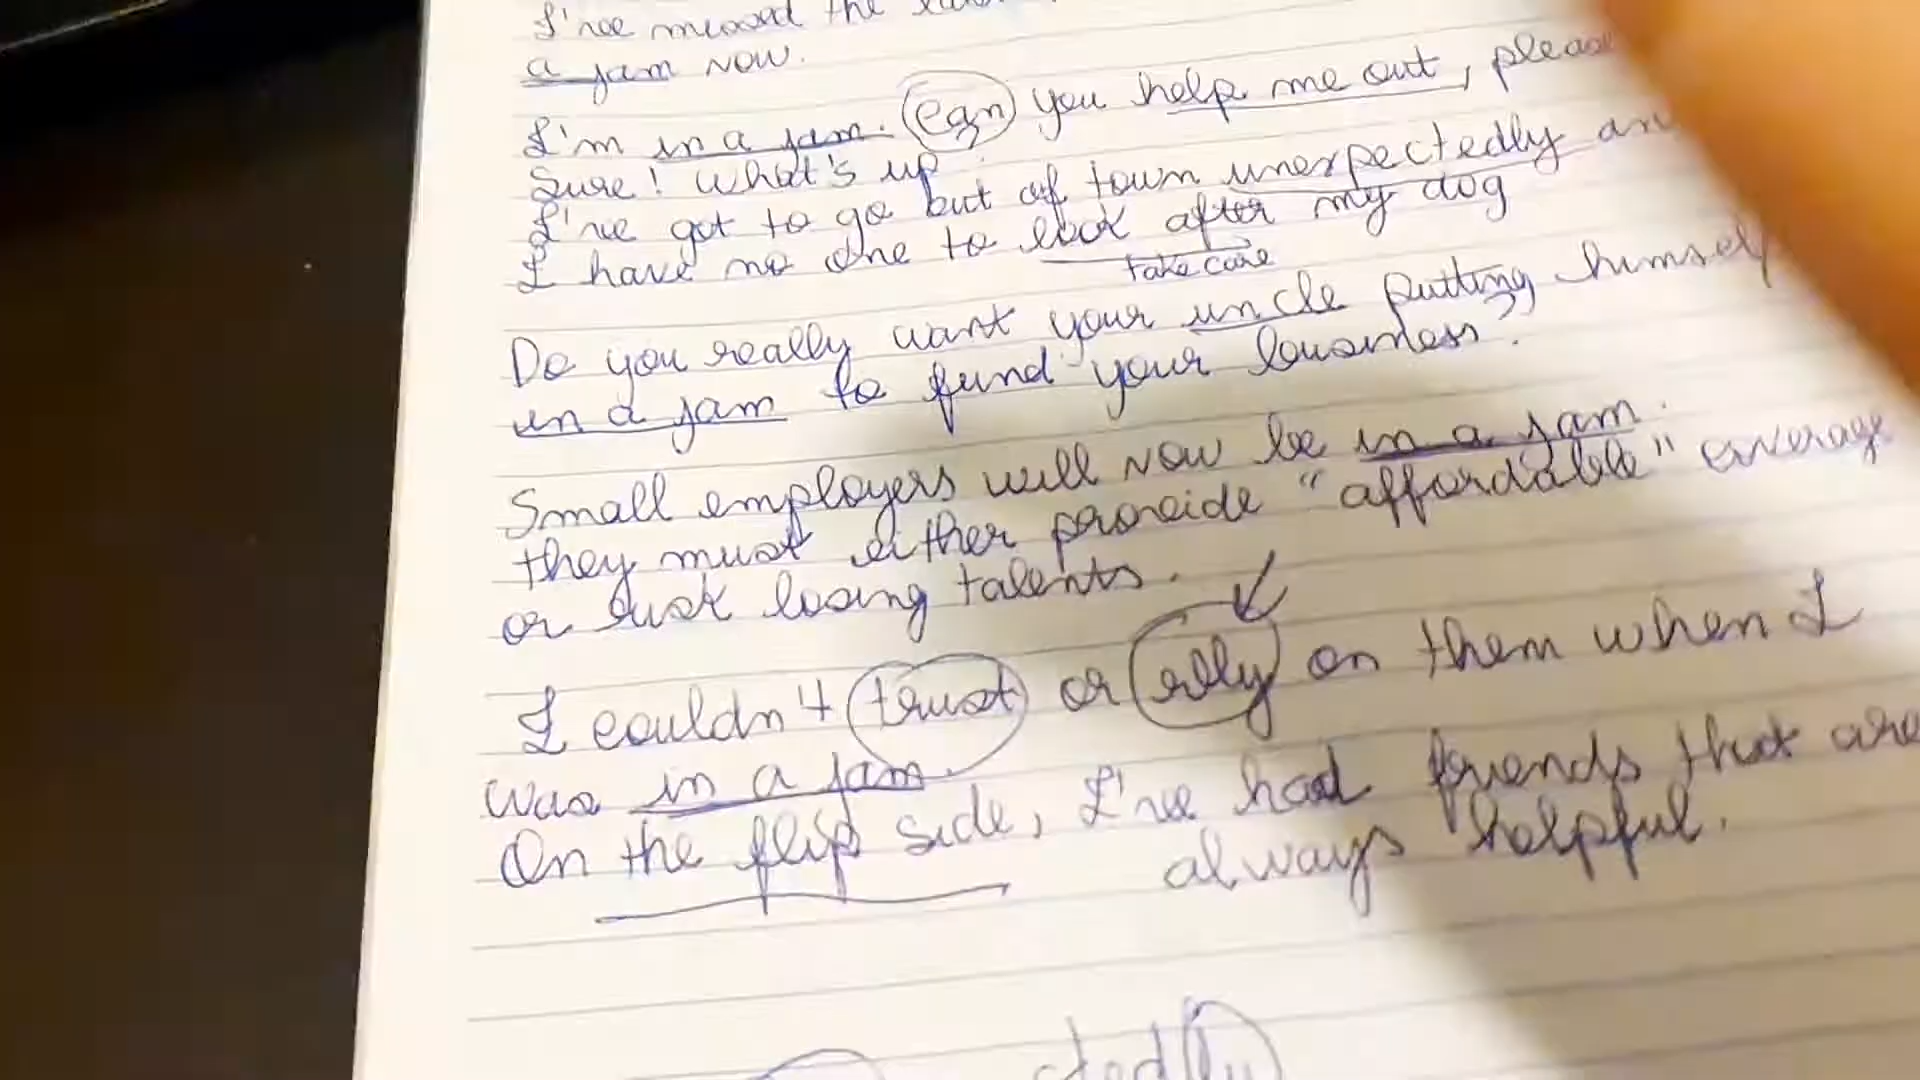 I've missed the
a jam now.
I'm in a jam. Can you help me out, pleas
Sure! What's up
I've got to go out of town unexpectedly an
I have no one to look after my dog
take care
Do you really want your uncle putting himself
in a jam to fund your lousiness?
Small employers will now be in a jam.
they must either provide "affordable" coverage
or risk losing talents.
I couldn't trust or rely on them when I
was in a jam.
On the flip side, I've had friends that are
always helpful.